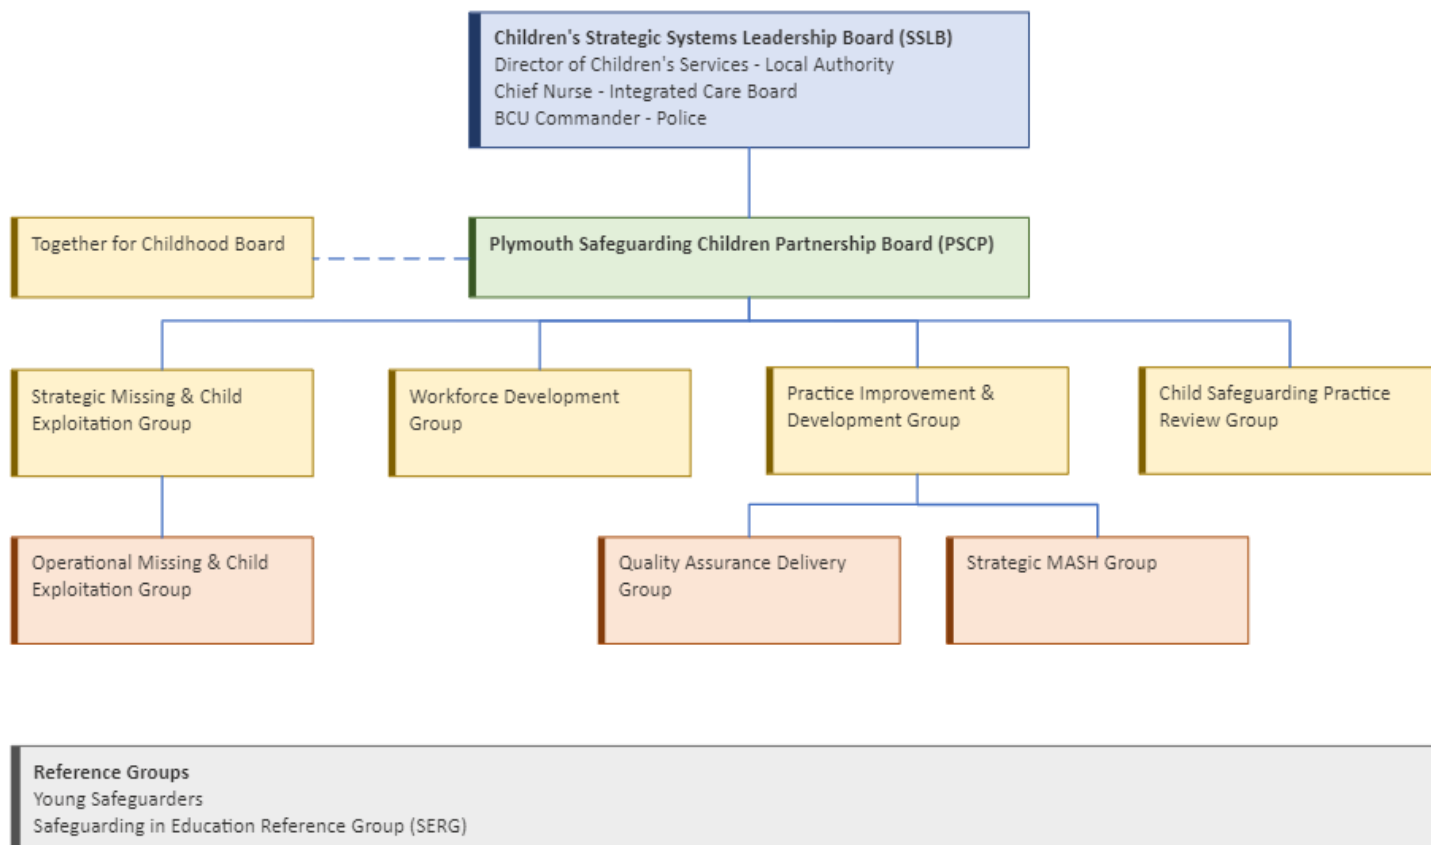 Children's Strategic Systems Leadership Board (SSLB)
Director of Children's Services - Local Authority
Chief Nurse - Integrated Care Board
BCU Commander - Police
Together for Childhood Board
Plymouth Safeguarding Children Partnership Board (PSCP)
Strategic Missing & Child
Exploitation Group
Workforce Development
Group
Practice Improvement &
Development Group
Child Safeguarding Practice
Review Group
Operational Missing & Child
Exploitation Group
Quality Assurance Delivery
Group
Strategic MASH Group
Reference Groups
Young Safeguarders
Safeguarding in Education Reference Group (SERG)